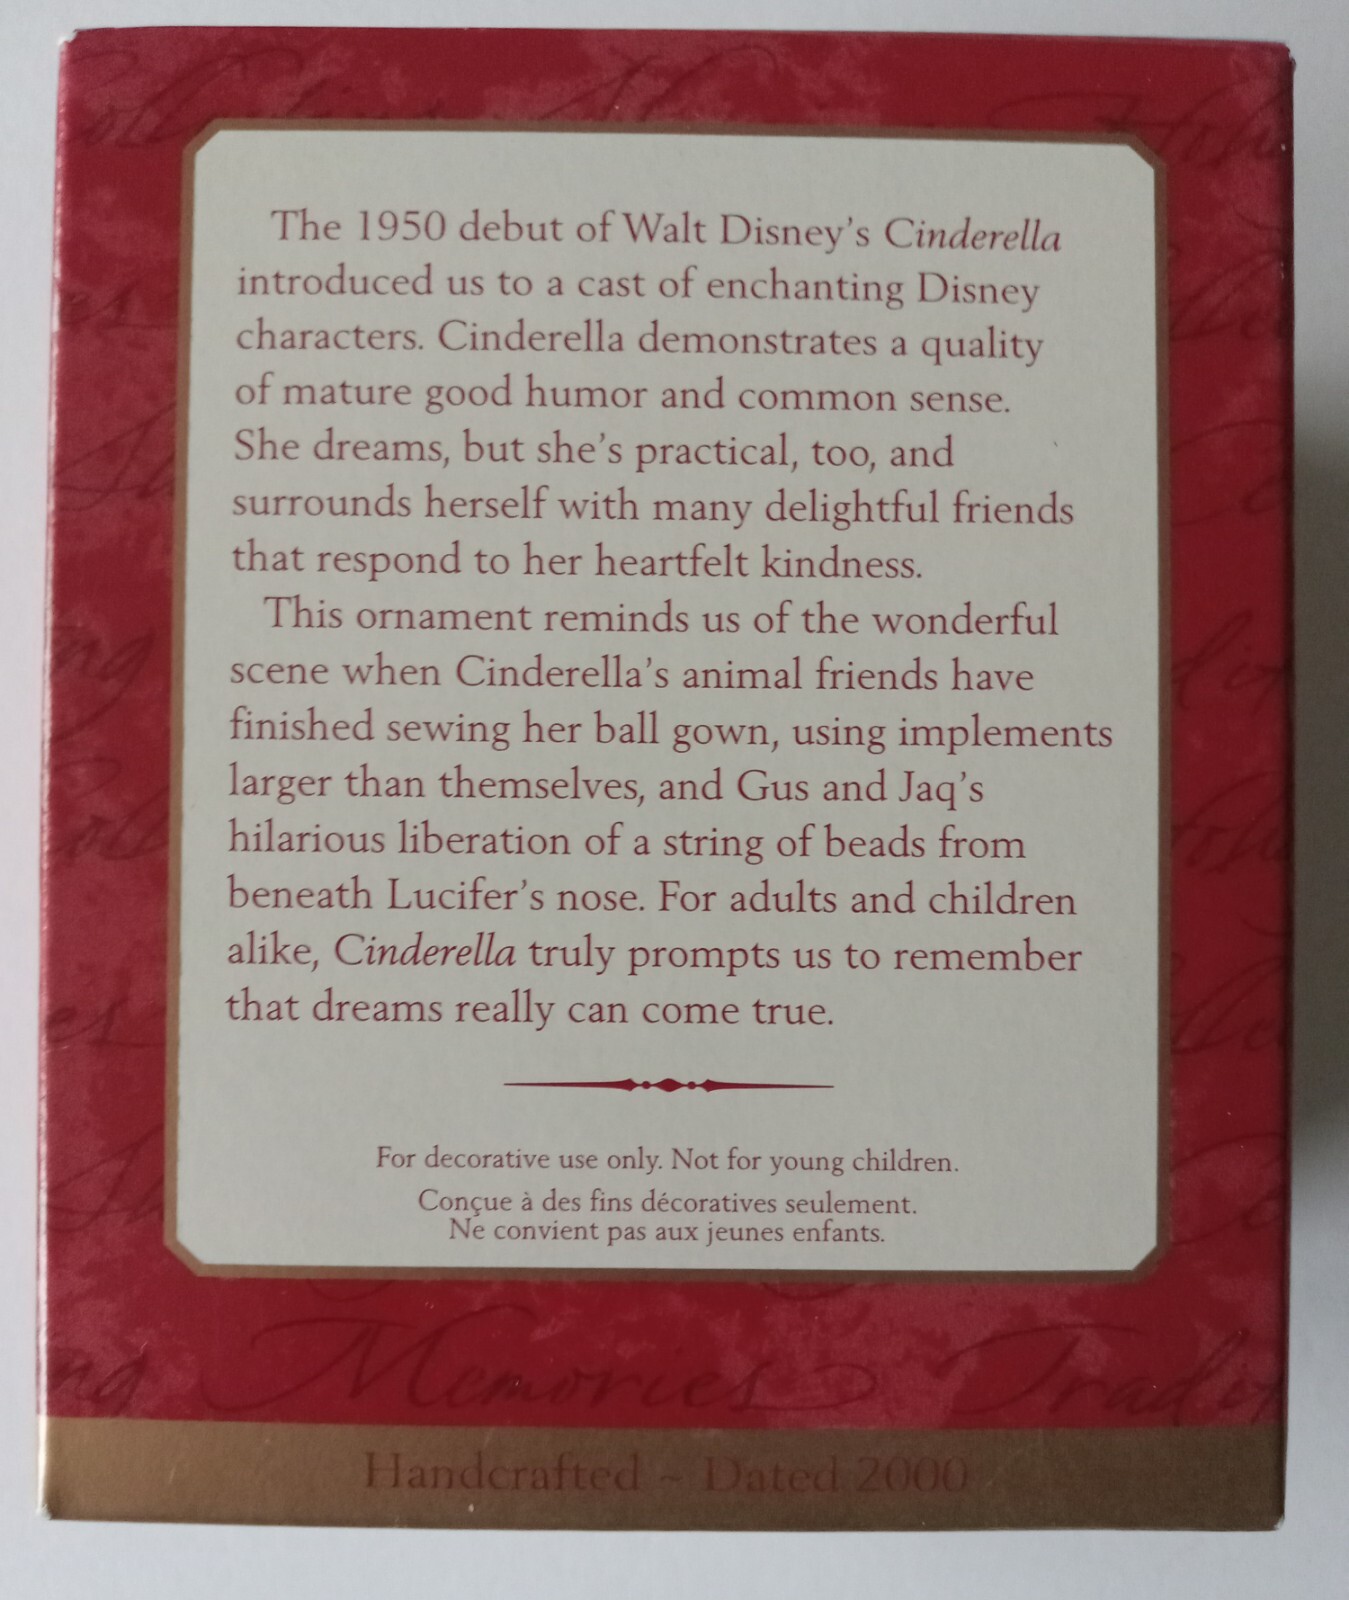 The 1950 debut of Walt Disney's Cinderella
introduced us to a cast of enchanting Disney
characters. Cinderella demonstrates a quality
of mature good humor and common sense.
She dreams, but she's practical, too, and
surrounds herself with many delightful friends
that respond to her heartfelt kindness.
This ornament reminds us of the wonderful
scene when Cinderella's animal friends have
finished sewing her ball gown, using implements
larger than themselves, and Gus and Jaq's
hilarious liberation of a string of beads from
beneath Lucifer's nose. For adults and children
alike, Cinderella truly prompts us to remember
that dreams really can come true.
For decorative use only. Not for young children.
Conçue à des fins décoratives seulement.
Ne convient pas aux jeunes enfants.
Memories
Handcrafted ~ Dated 2000